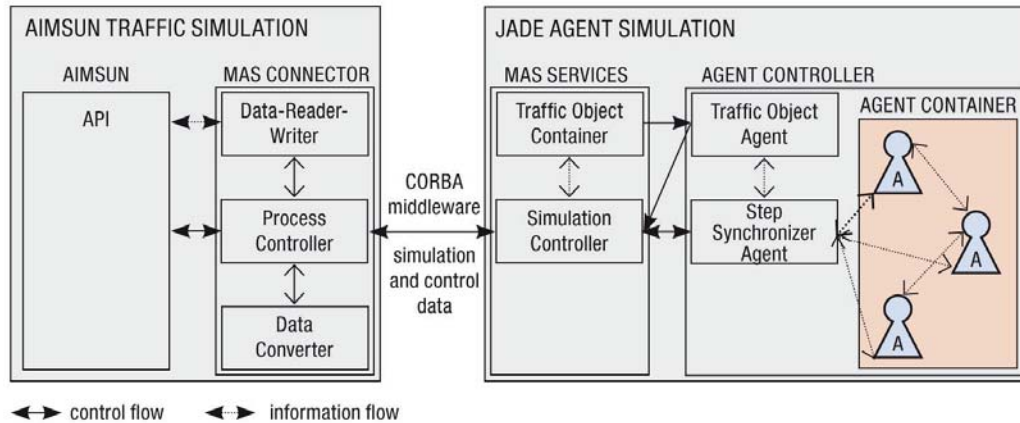 AIMSUN TRAFFIC SIMULATION
AIMSUN
API
MAS CONNECTOR
Data-Reader-
Writer
Process
Controller
Data
Converter
CORBA
middleware
simulation
and control
data
JADE AGENT SIMULATION
MAS SERVICES
Traffic Object
Container
Simulation
Controller
AGENT CONTROLLER
Traffic Object
Agent
Step
Synchronizer
Agent
AGENT CONTAINER
A
A
A
control flow
information flow